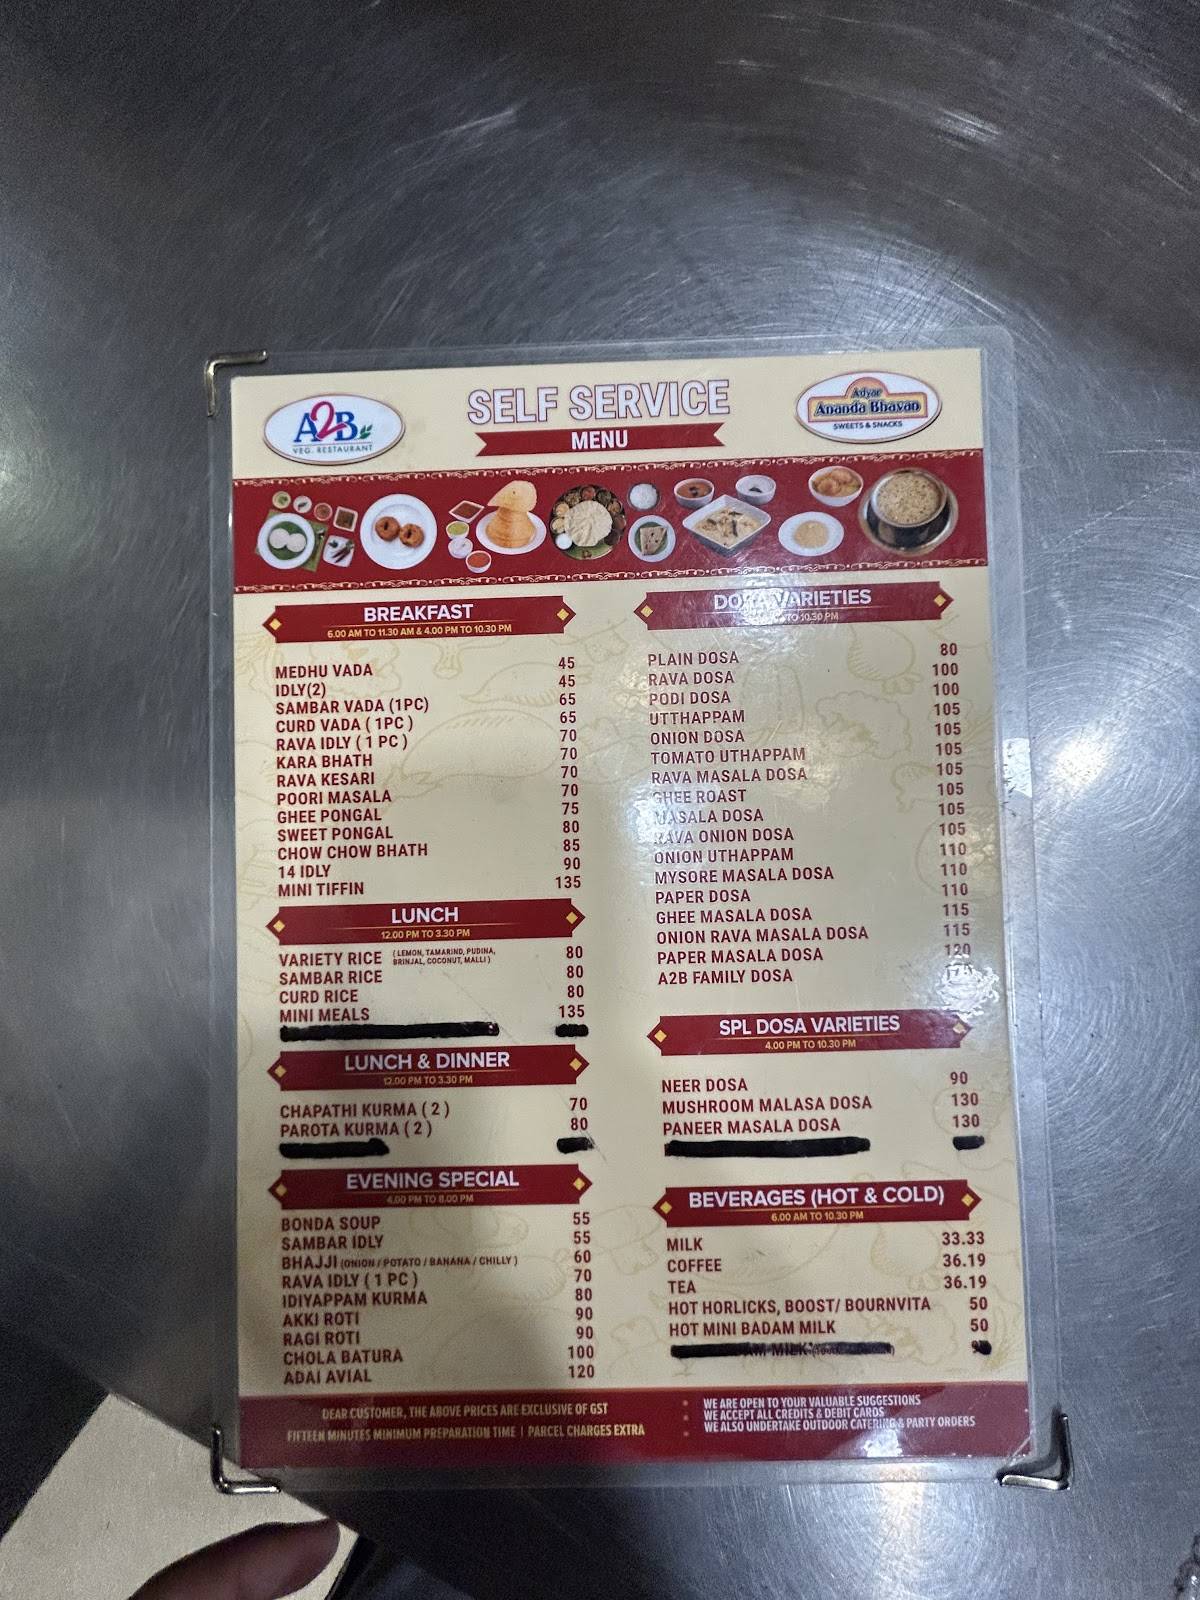 A2B
VEG. RESTAURANT
SELF SERVICE
MENU
Adyar
Ananda Bhavan
SWEETS & SNACKS
BREAKFAST
6.00 AM TO 11.30 AM & 4.00 PM TO 10.30 PM
MEDHU VADA 45
IDLY(2) 45
SAMBAR VADA (1PC) 65
CURD VADA ( 1PC ) 65
RAVA IDLY ( 1 PC ) 70
KARA BHATH 70
RAVA KESARI 70
POORI MASALA 70
GHEE PONGAL 75
SWEET PONGAL 80
CHOW CHOW BHATH 85
14 IDLY 90
MINI TIFFIN 135
LUNCH
12.00 PM TO 3.30 PM
VARIETY RICE ( LEMON, TAMARIND, PUDINA, 80
BRINJAL, COCONUT, MALLI )
SAMBAR RICE 80
CURD RICE 80
MINI MEALS 135
LUNCH & DINNER
12.00 PM TO 3.30 PM
CHAPATHI KURMA ( 2 ) 70
PAROTA KURMA ( 2 ) 80
EVENING SPECIAL
4.00 PM TO 8.00 PM
BONDA SOUP 55
SAMBAR IDLY 55
BHAJJI (ONION / POTATO / BANANA / CHILLY ) 60
RAVA IDLY ( 1 PC ) 70
IDIYAPPAM KURMA 80
AKKI ROTI 90
RAGI ROTI 90
CHOLA BATURA 100
ADAI AVIAL 120
DOSA VARIETIES
TO 10.30 PM
PLAIN DOSA 80
RAVA DOSA 100
PODI DOSA 100
UTTHAPPAM 105
ONION DOSA 105
TOMATO UTHAPPAM 105
RAVA MASALA DOSA 105
GHEE ROAST 105
MASALA DOSA 105
RAVA ONION DOSA 105
ONION UTHAPPAM 110
MYSORE MASALA DOSA 110
PAPER DOSA 110
GHEE MASALA DOSA 115
ONION RAVA MASALA DOSA 115
PAPER MASALA DOSA 120
A2B FAMILY DOSA
SPL DOSA VARIETIES
4.00 PM TO 10.30 PM
NEER DOSA 90
MUSHROOM MALASA DOSA 130
PANEER MASALA DOSA 130
BEVERAGES (HOT & COLD)
6.00 AM TO 10.30 PM
MILK 33.33
COFFEE 36.19
TEA 36.19
HOT HORLICKS, BOOST/ BOURNVITA 50
HOT MINI BADAM MILK 50
DEAR CUSTOMER, THE ABOVE PRICES ARE EXCLUSIVE OF GST
FIFTEEN MINUTES MINIMUM PREPARATION TIME | PARCEL CHARGES EXTRA
WE ARE OPEN TO YOUR VALUABLE SUGGESTIONS
WE ACCEPT ALL CREDITS & DEBIT CARDS
WE ALSO UNDERTAKE OUTDOOR CATERING & PARTY ORDERS